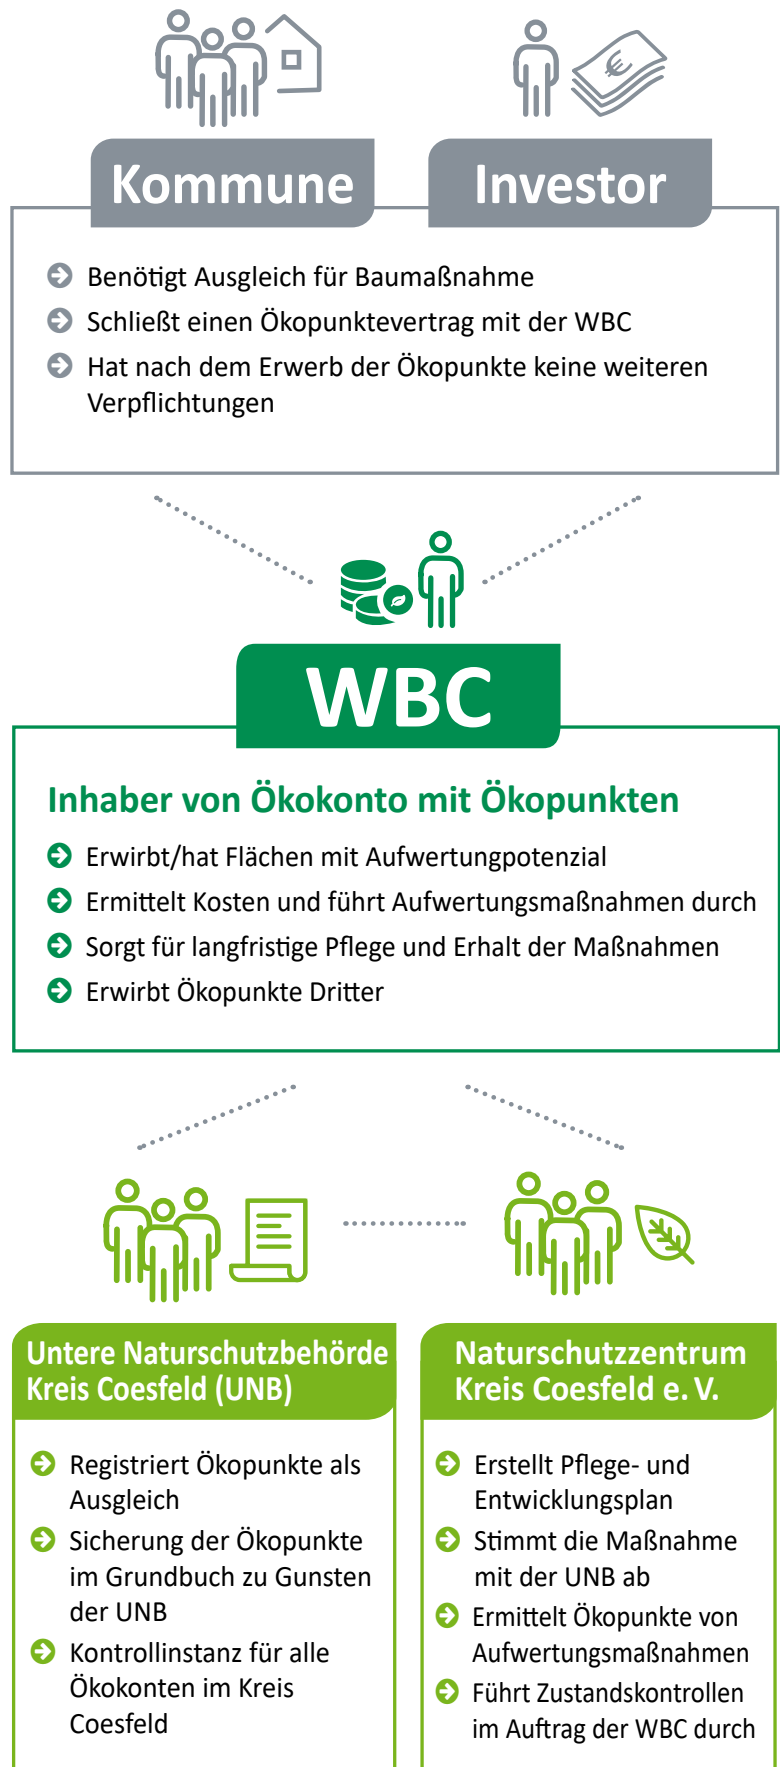 Kommune
Investor
Benötigt Ausgleich für Baumaßnahme
Schließt einen Ökopunktevertrag mit der WBC
Hat nach dem Erwerb der Ökopunkte keine weiteren
Verpflichtungen
WBC
Inhaber von Ökokonto mit Ökopunkten
Erwirbt/hat Flächen mit Aufwertungpotenzial
Ermittelt Kosten und führt Aufwertungsmaßnahmen durch
Sorgt für langfristige Pflege und Erhalt der Maßnahmen
Erwirbt Ökopunkte Dritter
Untere Naturschutzbehörde
Kreis Coesfeld (UNB)
Registriert Ökopunkte als
Ausgleich
Sicherung der Ökopunkte
im Grundbuch zu Gunsten
der UNB
Kontrollinstanz für alle
Ökokonten im Kreis
Coesfeld
Naturschutzzentrum
Kreis Coesfeld e. V.
Erstellt Pflege- und
Entwicklungsplan
Stimmt die Maßnahme
mit der UNB ab
Ermittelt Ökopunkte von
Aufwertungsmaßnahmen
Führt Zustandskontrollen
im Auftrag der WBC durch